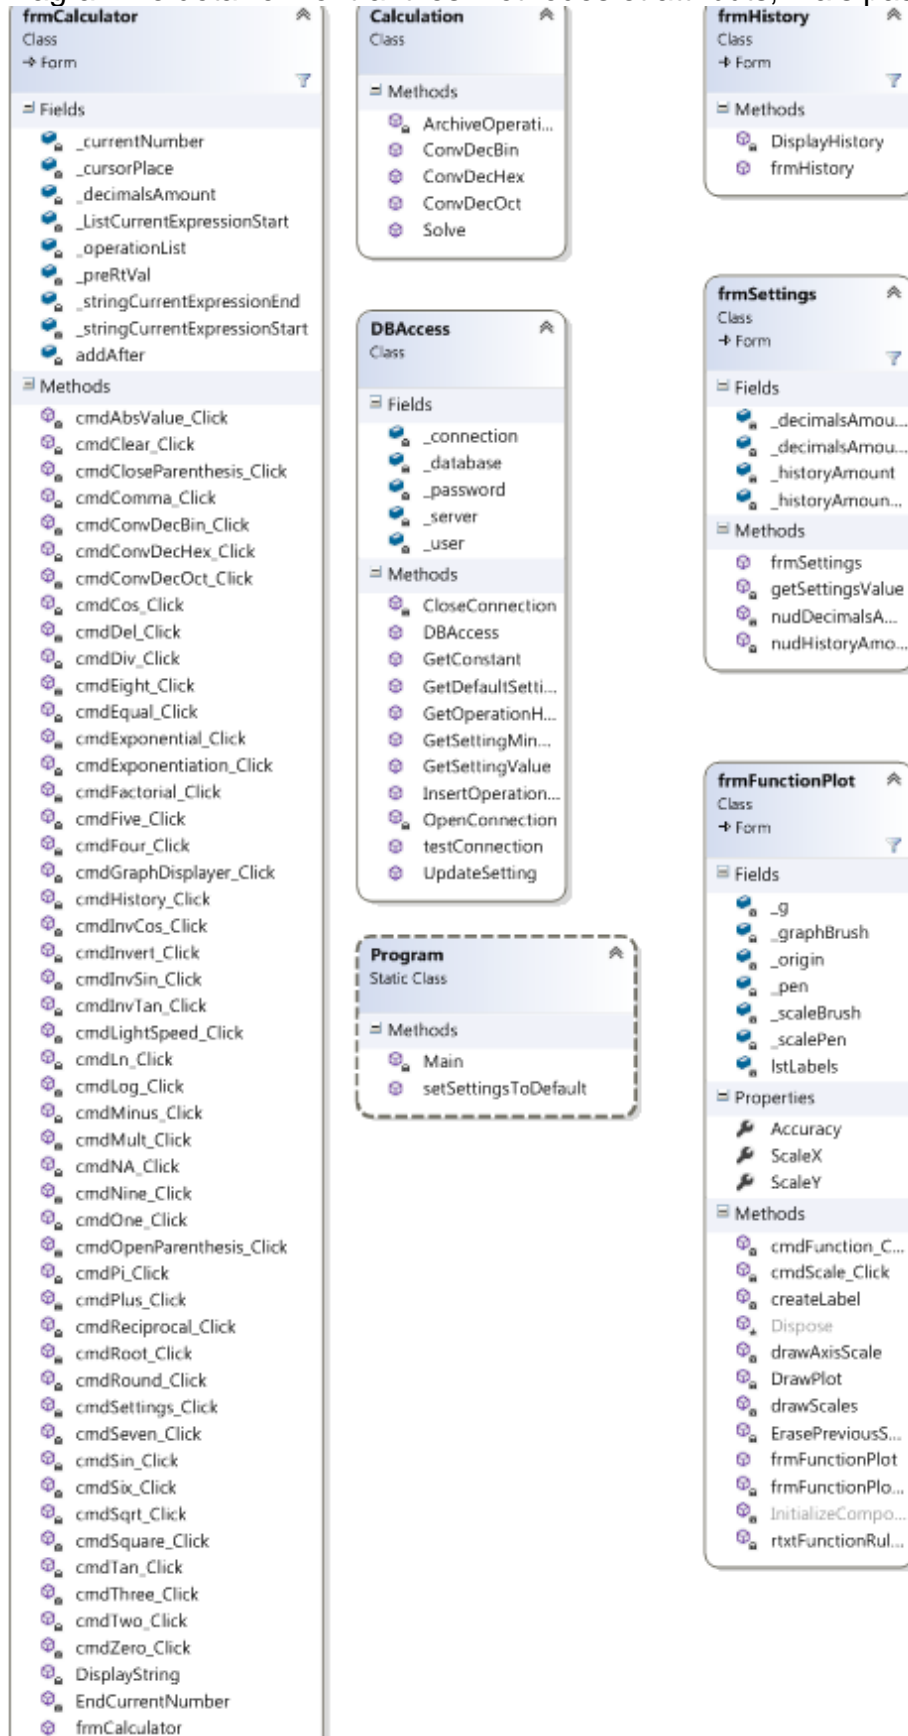 frmCalculator
Class
Form
Fields
_currentNumber
_cursorPlace
_decimalsAmount
_ListCurrentExpressionStart
_operationList
_preRtVal
_stringCurrentExpressionEnd
_stringCurrentExpressionStart
addAfter
Methods
cmdAbsValue_Click
cmdClear_Click
cmdCloseParenthesis_Click
cmdComma_Click
cmdConvDecBin_Click
cmdConvDecHex_Click
cmdConvDecOct_Click
cmdCos_Click
cmdDel_Click
cmdDiv_Click
cmdEight_Click
cmdEqual_Click
cmdExponential_Click
cmdExponentiation_Click
cmdFactorial_Click
cmdFive_Click
cmdFour_Click
cmdGraphDisplayer_Click
cmdHistory_Click
cmdInvCos_Click
cmdInvert_Click
cmdInvSin_Click
cmdInvTan_Click
cmdLightSpeed_Click
cmdLn_Click
cmdLog_Click
cmdMinus_Click
cmdMult_Click
cmdNA_Click
cmdNine_Click
cmdOne_Click
cmdOpenParenthesis_Click
cmdPi_Click
cmdPlus_Click
cmdReciprocal_Click
cmdRoot_Click
cmdRound_Click
cmdSettings_Click
cmdSeven_Click
cmdSin_Click
cmdSix_Click
cmdSqrt_Click
cmdSquare_Click
cmdTan_Click
cmdThree_Click
cmdTwo_Click
cmdZero_Click
DisplayString
EndCurrentNumber
frmCalculator
Calculation
Class
Methods
ArchiveOperati...
ConvDecBin
ConvDecHex
ConvDecOct
Solve
DBAccess
Class
Fields
_connection
_database
_password
_server
_user
Methods
CloseConnection
DBAccess
GetConstant
GetDefaultSetti...
GetOperationH...
GetSettingMin...
GetSettingValue
InsertOperation...
OpenConnection
testConnection
UpdateSetting
Program
Static Class
Methods
Main
setSettingsToDefault
frmHistory
Class
Form
Methods
DisplayHistory
frmHistory
frmSettings
Class
Form
Fields
_decimalsAmou...
_decimalsAmou...
_historyAmount
_historyAmoun...
Methods
frmSettings
getSettingsValue
nudDecimalsA...
nudHistoryAmo...
frmFunctionPlot
Class
Form
Fields
_g
_graphBrush
_origin
_pen
_scaleBrush
_scalePen
lstLabels
Properties
Accuracy
ScaleX
ScaleY
Methods
cmdFunction_C...
cmdScale_Click
createLabel
Dispose
drawAxisScale
DrawPlot
drawScales
ErasePreviousS...
frmFunctionPlot
frmFunctionPlo...
InitializeCompo...
rtxtFunctionRul...